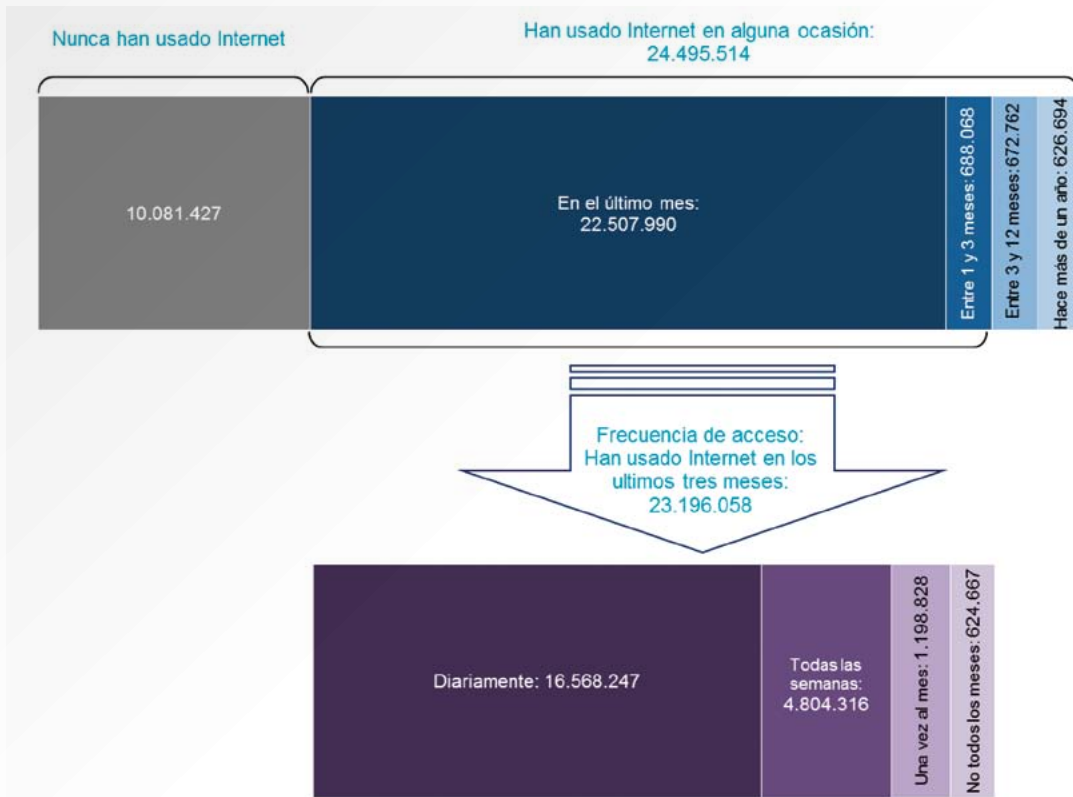 Nunca han usado Internet
Han usado Internet en alguna ocasión:
24.495.514
10.081.427
En el último mes:
22.507.990
Entre 1 y 3 meses: 688.068
Entre 3 y 12 meses: 672.762
Hace más de un año: 626.694
Frecuencia de acceso:
Han usado Internet en los
ultimos tres meses:
23.196.058
Diariamente: 16.568.247
Todas las
semanas:
4.804.316
Una vez al mes: 1.198.828
No todos los meses: 624.667